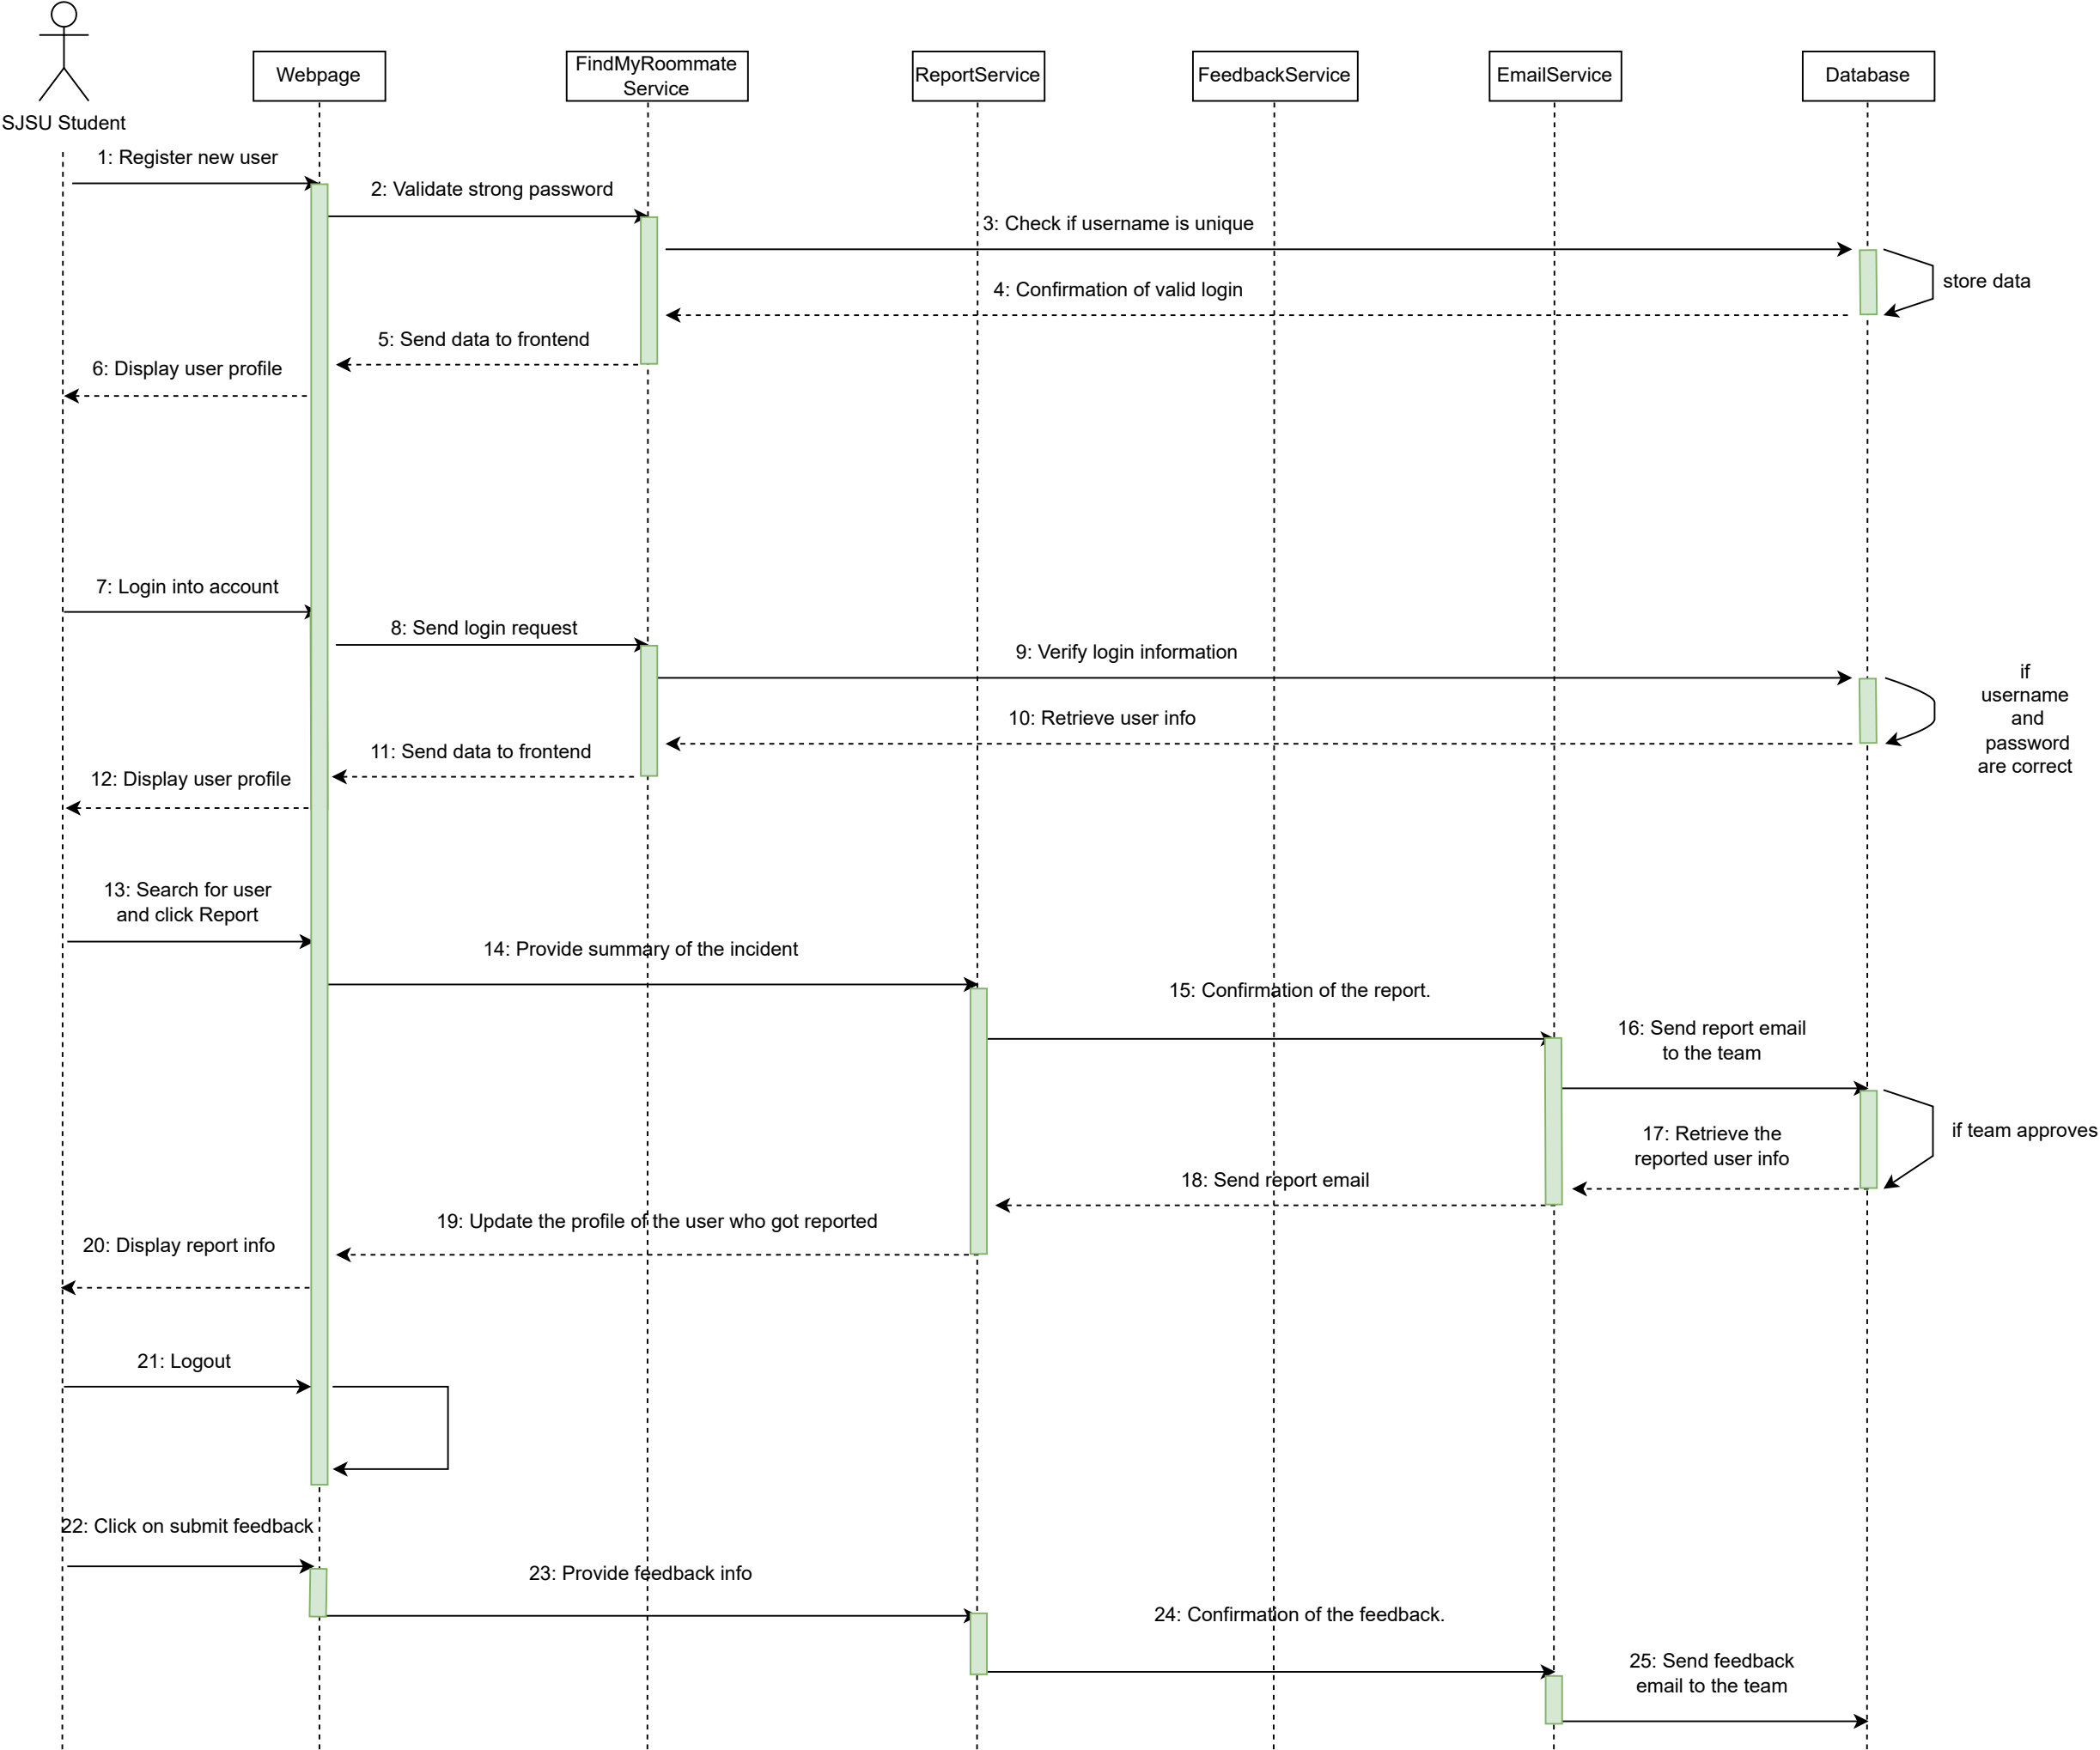 SJSU Student
Webpage
FindMyRoommate
Service
ReportService
FeedbackService
EmailService
Database
1: Register new user
2: Validate strong password
3: Check if username is unique
store data
4: Confirmation of valid login
5: Send data to frontend
6: Display user profile
7: Login into account
8: Send login request
9: Verify login information
if
username
and
password
are correct
10: Retrieve user info
11: Send data to frontend
12: Display user profile
13: Search for user
and click Report
14: Provide summary of the incident
15: Confirmation of the report.
16: Send report email
to the team
if team approves
17: Retrieve the
reported user info
18: Send report email
19: Update the profile of the user who got reported
20: Display report info
21: Logout
22: Click on submit feedback
23: Provide feedback info
24: Confirmation of the feedback.
25: Send feedback
email to the team